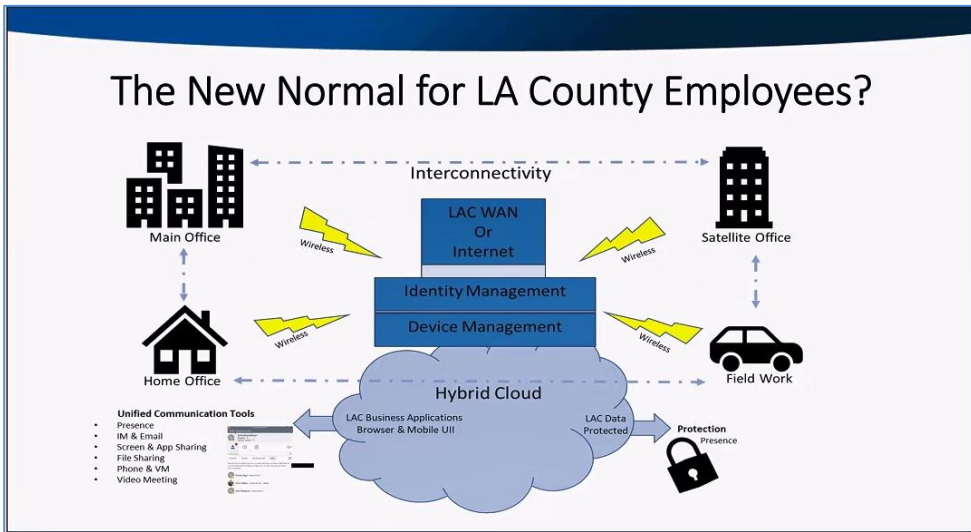 The New Normal for LA County Employees?
Interconnectivity
Main Office
Satellite Office
LAC WAN
Or
Internet
Wireless
Wireless
Identity Management
Device Management
Wireless
Wireless
Home Office
Field Work
Hybrid Cloud
Unified Communication Tools
• Presence
• IM & Email
• Screen & App Sharing
• File Sharing
• Phone & VM
• Video Meeting
LAC Business Applications
Browser & Mobile UII
LAC Data
Protected
Protection
Presence